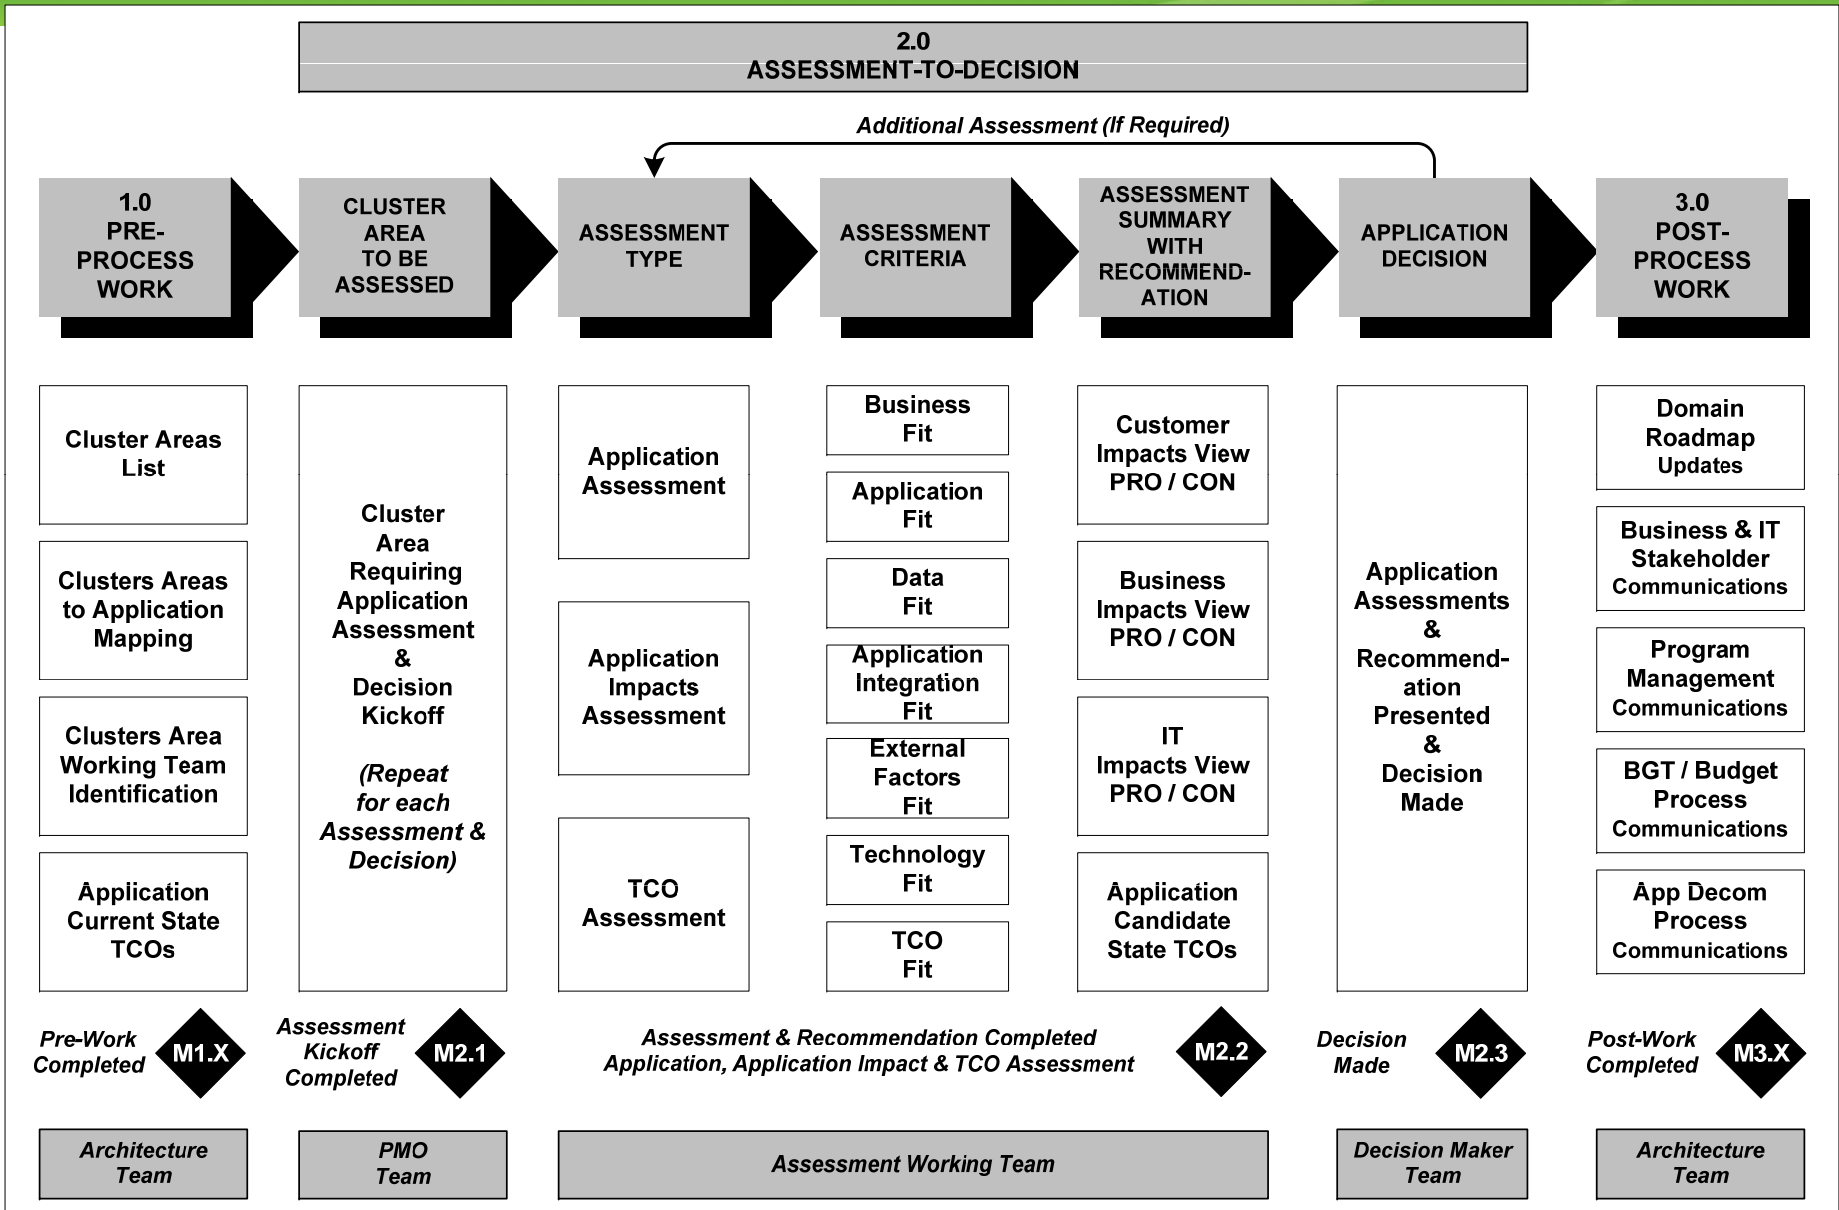 2.0
ASSESSMENT-TO-DECISION
Additional Assessment (If Required)
1.0
PRE-
PROCESS
WORK
CLUSTER
AREA
TO BE
ASSESSED
ASSESSMENT
TYPE
ASSESSMENT
CRITERIA
ASSESSMENT
SUMMARY
WITH
RECOMMEND-
ATION
APPLICATION
DECISION
3.0
POST-
PROCESS
WORK
Cluster Areas
List
Clusters Areas
to Application
Mapping
Clusters Area
Working Team
Identification
Application
Current State
TCOs
Cluster
Area
Requiring
Application
Assessment
&
Decision
Kickoff
(Repeat
for each
Assessment &
Decision)
Application
Assessment
Application
Impacts
Assessment
TCO
Assessment
Business
Fit
Application
Fit
Data
Fit
Application
Integration
Fit
External
Factors
Fit
Technology
Fit
TCO
Fit
Customer
Impacts View
PRO / CON
Business
Impacts View
PRO / CON
IT
Impacts View
PRO / CON
Application
Candidate
State TCOs
Application
Assessments
&
Recommend-
ation
Presented
&
Decision
Made
Domain
Roadmap
Updates
Business & IT
Stakeholder
Communications
Program
Management
Communications
BGT / Budget
Process
Communications
App Decom
Process
Communications
Pre-Work
Completed
M1.X
Assessment
Kickoff
Completed
M2.1
Assessment & Recommendation Completed
Application, Application Impact & TCO Assessment
M2.2
Decision
Made
M2.3
Post-Work
Completed
M3.X
Architecture
Team
PMO
Team
Assessment Working Team
Decision Maker
Team
Architecture
Team